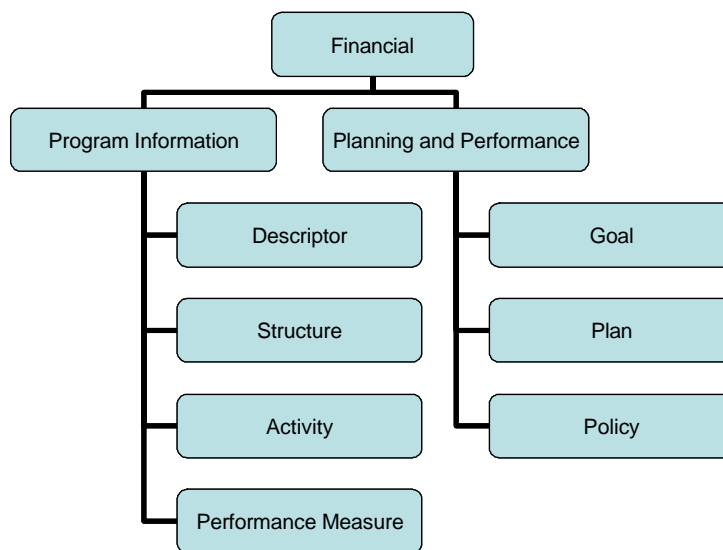 Financial
Program Information
Planning and Performance
Descriptor
Goal
Structure
Plan
Activity
Policy
Performance Measure